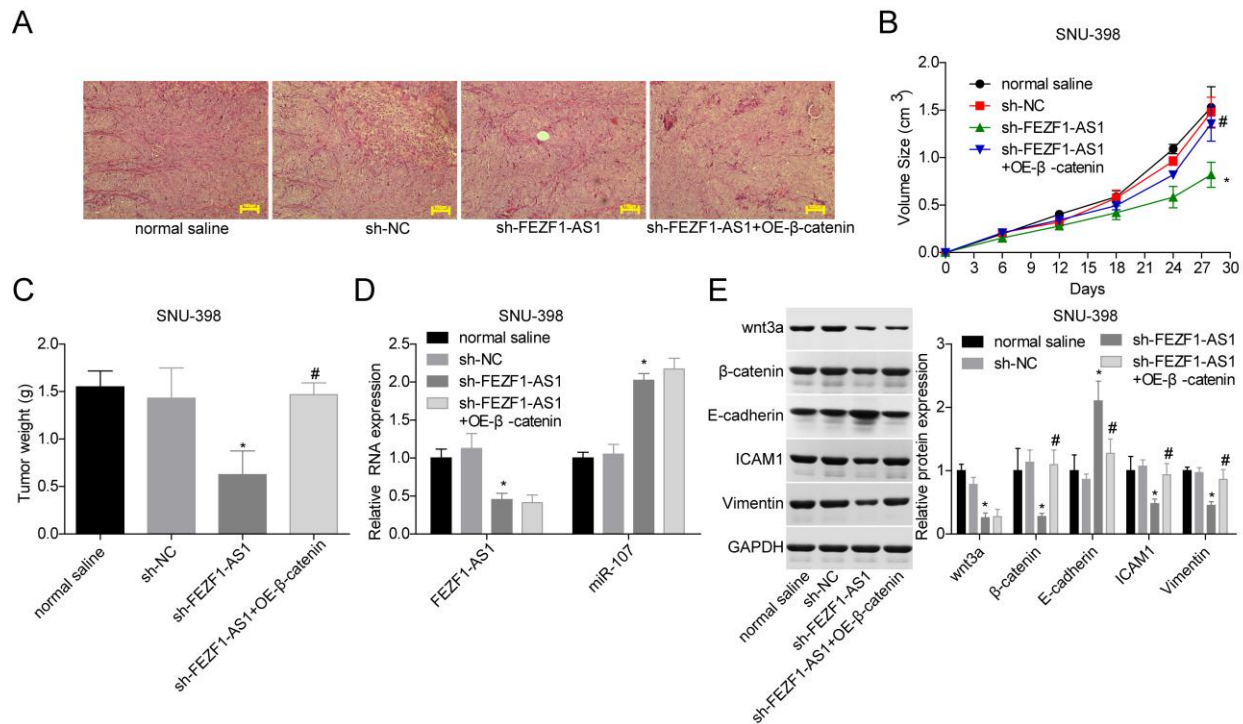 A
normal saline
sh-NC
sh-FEZF1-AS1
sh-FEZF1-AS1+OE-β-catenin
B
SNU-398
normal saline
sh-NC
sh-FEZF1-AS1
sh-FEZF1-AS1
+OE-β -catenin
Volume Size (cm 3)
2.0
1.5
1.0
0.5
0.0
#
*
0 3 6 9 12 15 18 21 24 27 30
Days
C
SNU-398
Tumor weight (g)
2.0
1.5
1.0
0.5
0.0
*
#
normal saline
sh-NC
sh-FEZF1-AS1
sh-FEZF1-AS1+OE-β-catenin
D
SNU-398
normal saline
sh-NC
sh-FEZF1-AS1
sh-FEZF1-AS1
+OE-β -catenin
Relative RNA expression
2.5
2.0
1.5
1.0
0.5
0.0
*
*
FEZF1-AS1
miR-107
E
wnt3a
β-catenin
E-cadherin
ICAM1
Vimentin
GAPDH
normal saline
sh-NC
sh-FEZF1-AS1
sh-FEZF1-AS1+OE-β-catenin
SNU-398
normal saline
sh-NC
sh-FEZF1-AS1
sh-FEZF1-AS1
+OE-β -catenin
Relative protein expression
3
2
1
0
*
*
#
*
#
*
#
*
#
wnt3a
β-catenin
E-cadherin
ICAM1
Vimentin